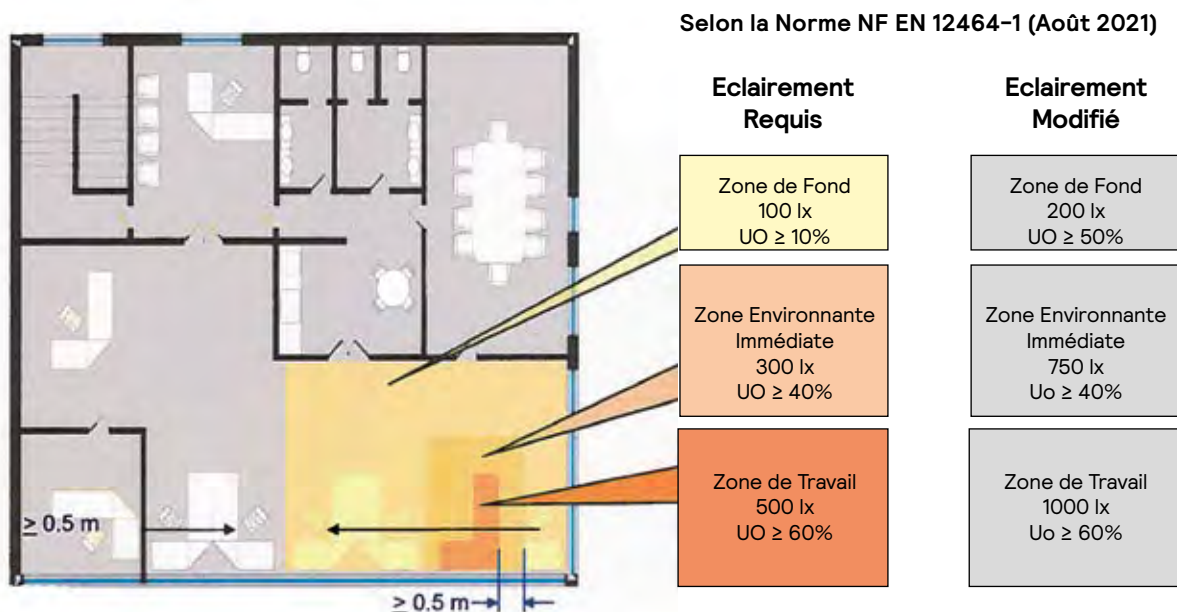 Selon la Norme NF EN 12464-1 (Août 2021)
Eclairement
Requis
Zone de Fond
100 lx
UO ≥ 10%
Zone Environnante
Immédiate
300 lx
UO ≥ 40%
Zone de Travail
500 lx
UO ≥ 60%
Eclairement
Modifié
Zone de Fond
200 lx
UO ≥ 50%
Zone Environnante
Immédiate
750 lx
Uo ≥ 40%
Zone de Travail
1000 lx
Uo ≥ 60%
≥ 0.5 m
≥ 0.5 m